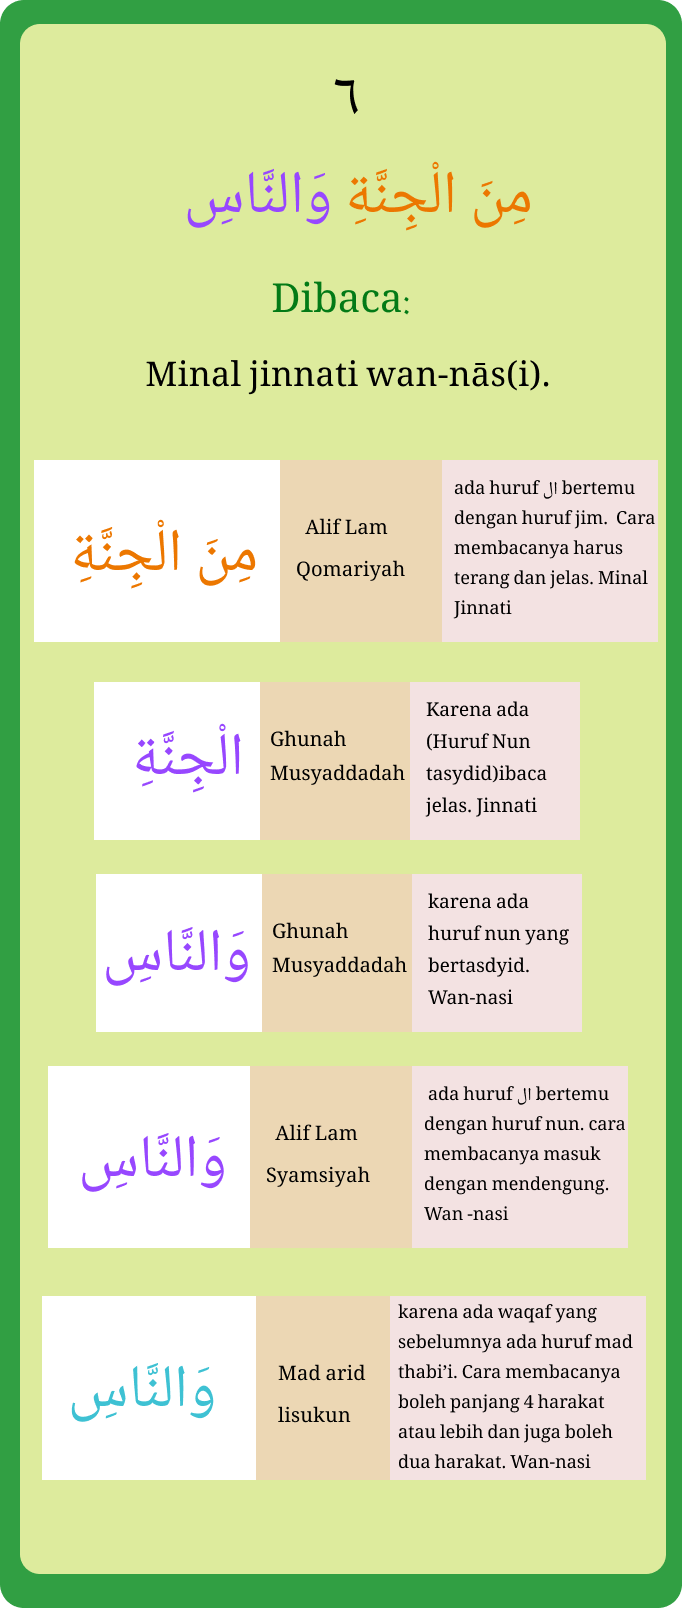 ٦
مِنَ الْجِنَّةِ وَالنَّاسِ
Dibaca:
Minal jinnati wan-nās(i).
مِنَ الْجِنَّةِ
Alif Lam
Qomariyah
ada huruf ال bertemu
dengan huruf jim. Cara
membacanya harus
terang dan jelas. Minal
Jinnati
الْجِنَّةِ
Ghunah
Musyaddadah
Karena ada
(Huruf Nun
tasydid)ibaca
jelas. Jinnati
وَالنَّاسِ
Ghunah
Musyaddadah
karena ada
huruf nun yang
bertasdyid.
Wan-nasi
وَالنَّاسِ
Alif Lam
Syamsiyah
ada huruf ال bertemu
dengan huruf nun. cara
membacanya masuk
dengan mendengung.
Wan -nasi
وَالنَّاسِ
Mad arid
lisukun
karena ada waqaf yang
sebelumnya ada huruf mad
thabi’i. Cara membacanya
boleh panjang 4 harakat
atau lebih dan juga boleh
dua harakat. Wan-nasi